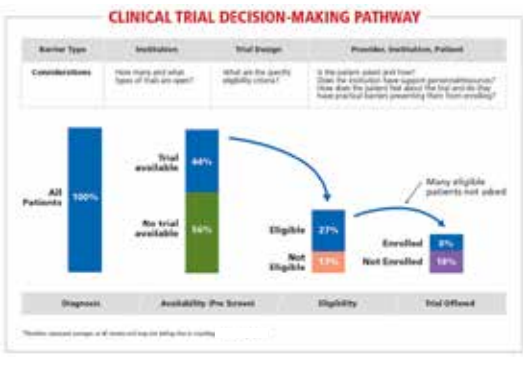 CLINICAL TRIAL DECISION-MAKING PATHWAY
Barrier Type Institution Trial Design Provider, Institution, Patient
Considerations How many and what
types of trials are open? What are the specific
eligibility criteria? Is the patient asked and how?
Does the institution have support personnel/resources?
How does the patient feel about the trial and do they
have practical barriers preventing them from enrolling?
All
Patients 100%
Trial
available 44%
No trial
available 56%
Eligible 27%
Not
Eligible 17%
Many eligible
patients not asked
Enrolled 8%
Not Enrolled 18%
Diagnosis Availability (Pre Screen) Eligibility Trial Offered